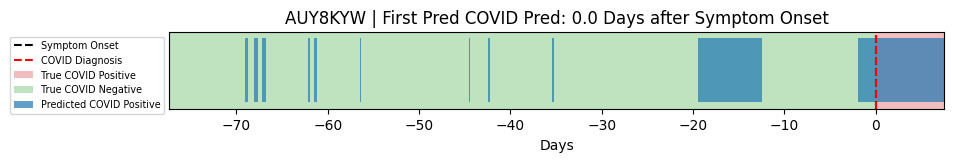 AUY8KYW | First Pred COVID Pred: 0.0 Days after Symptom Onset
Symptom Onset
COVID Diagnosis
True COVID Positive
True COVID Negative
Predicted COVID Positive
−70 −60 −50 −40 −30 −20 −10 0
Days